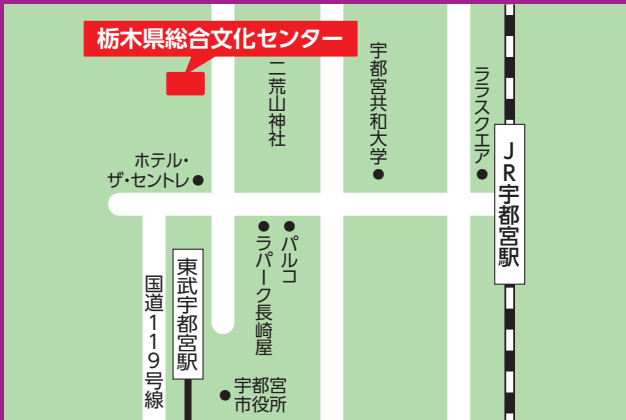 栃木県総合文化センター
二荒山神社
宇都宮共和大学
ララスクエア
ホテル・
ザ・セントレ
JR宇都宮駅
パルコ
ラパーク長崎屋
東武宇都宮駅
国道119号線
宇都宮
市役所